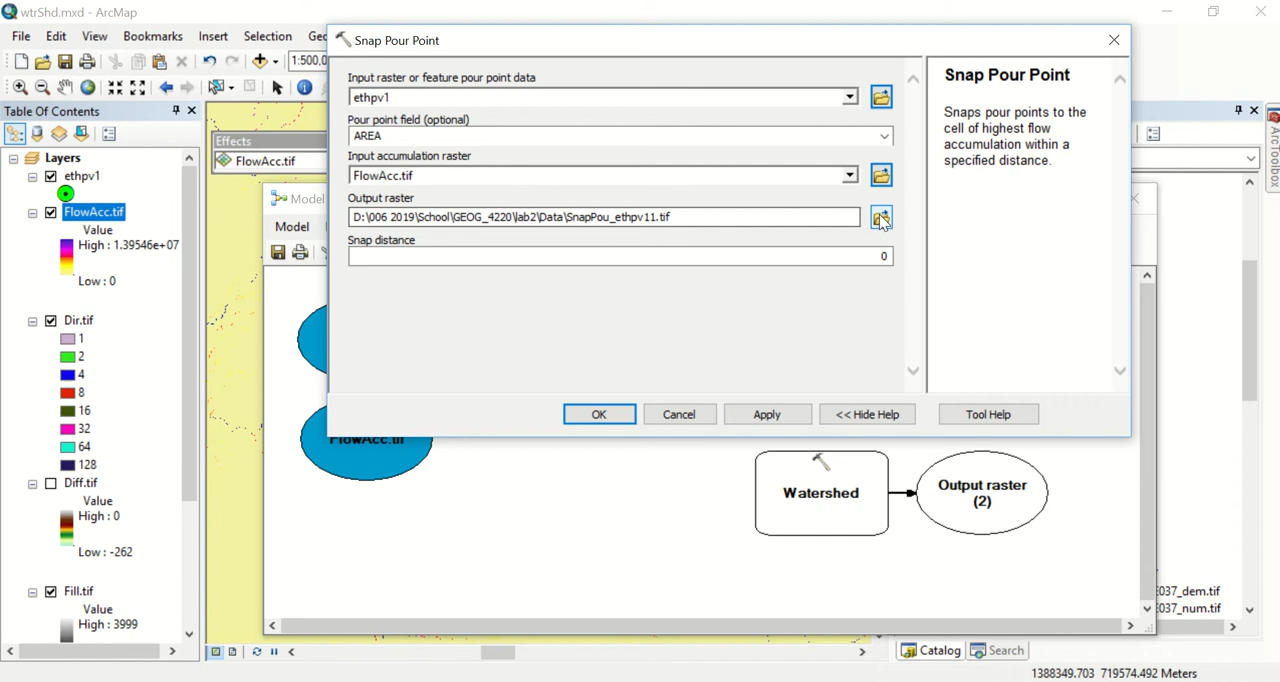 wtrShd.mxd - ArcMap
File Edit View Bookmarks Insert Selection
1:500,0
Table Of Contents
Layers
ethpv1
FlowAcc.tif
Value
High : 1.39546e+07
Low : 0
Dir.tif
1
2
4
8
16
32
64
128
Diff.tif
Value
High : 0
Low : -262
Fill.tif
Value
High : 3999
Effects
FlowAcc.tif
Model
Model
Snap Pour Point
Input raster or feature pour point data
ethpv1
Pour point field (optional)
AREA
Input accumulation raster
FlowAcc.tif
Output raster
D:\006 2019\School\GEOG_4220\lab2\Data\SnapPou_ethpv11.tif
Snap distance
0
OK Cancel Apply << Hide Help Tool Help
Snap Pour Point
Snaps pour points to the
cell of highest flow
accumulation within a
specified distance.
FlowAcc.tif
Watershed
Output raster
(2)
ArcToolbox
037_dem.tif
037_num.tif
Catalog Search
1388349.703 719574.492 Meters